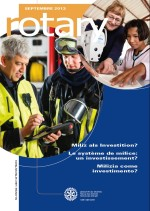 SEPTEMBER 2013
rotary
Miliz als Investition?
Le système de milice:
un investissement?
Milizia come
investimento?